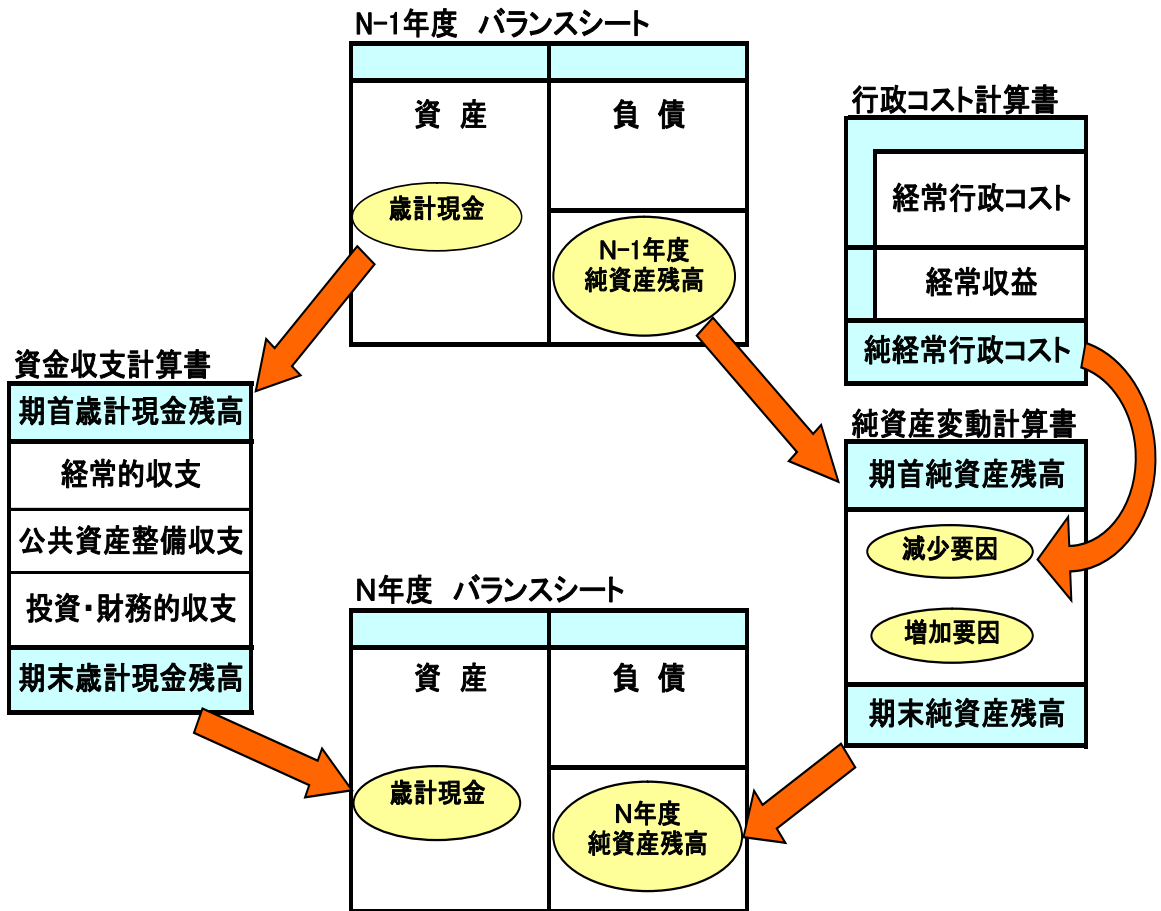 N-1年度 バランスシート
資 産
負 債
歳計現金
N-1年度
純資産残高
行政コスト計算書
経常行政コスト
経常収益
純経常行政コスト
資金収支計算書
期首歳計現金残高
経常的収支
公共資産整備収支
投資・財務的収支
期末歳計現金残高
純資産変動計算書
期首純資産残高
減少要因
増加要因
期末純資産残高
N年度 バランスシート
資 産
負 債
歳計現金
N年度
純資産残高